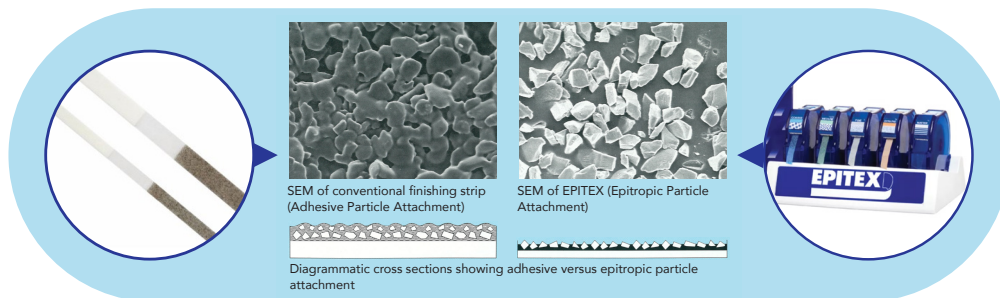 SEM of conventional finishing strip
(Adhesive Particle Attachment)
SEM of EPITEX (Epitropic Particle
Attachment)
EPITEX
Diagrammatic cross sections showing adhesive versus epitropic particle
attachment